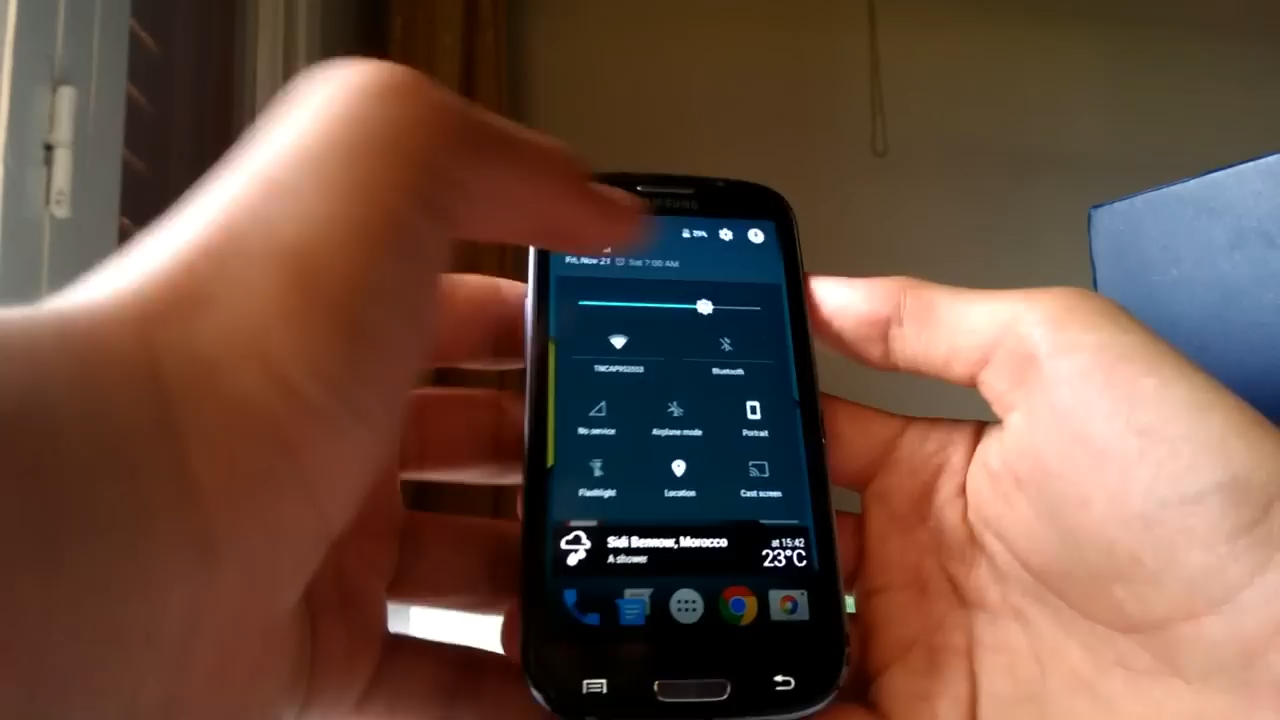 SAMSUNG
29%
Fri, Nov 21 Sat 7:00 AM
Bluetooth
No service Airplane mode Portrait
Flashlight Location Cast screen
Sidi Bennour, Morocco at 15:42
A shower 23°C